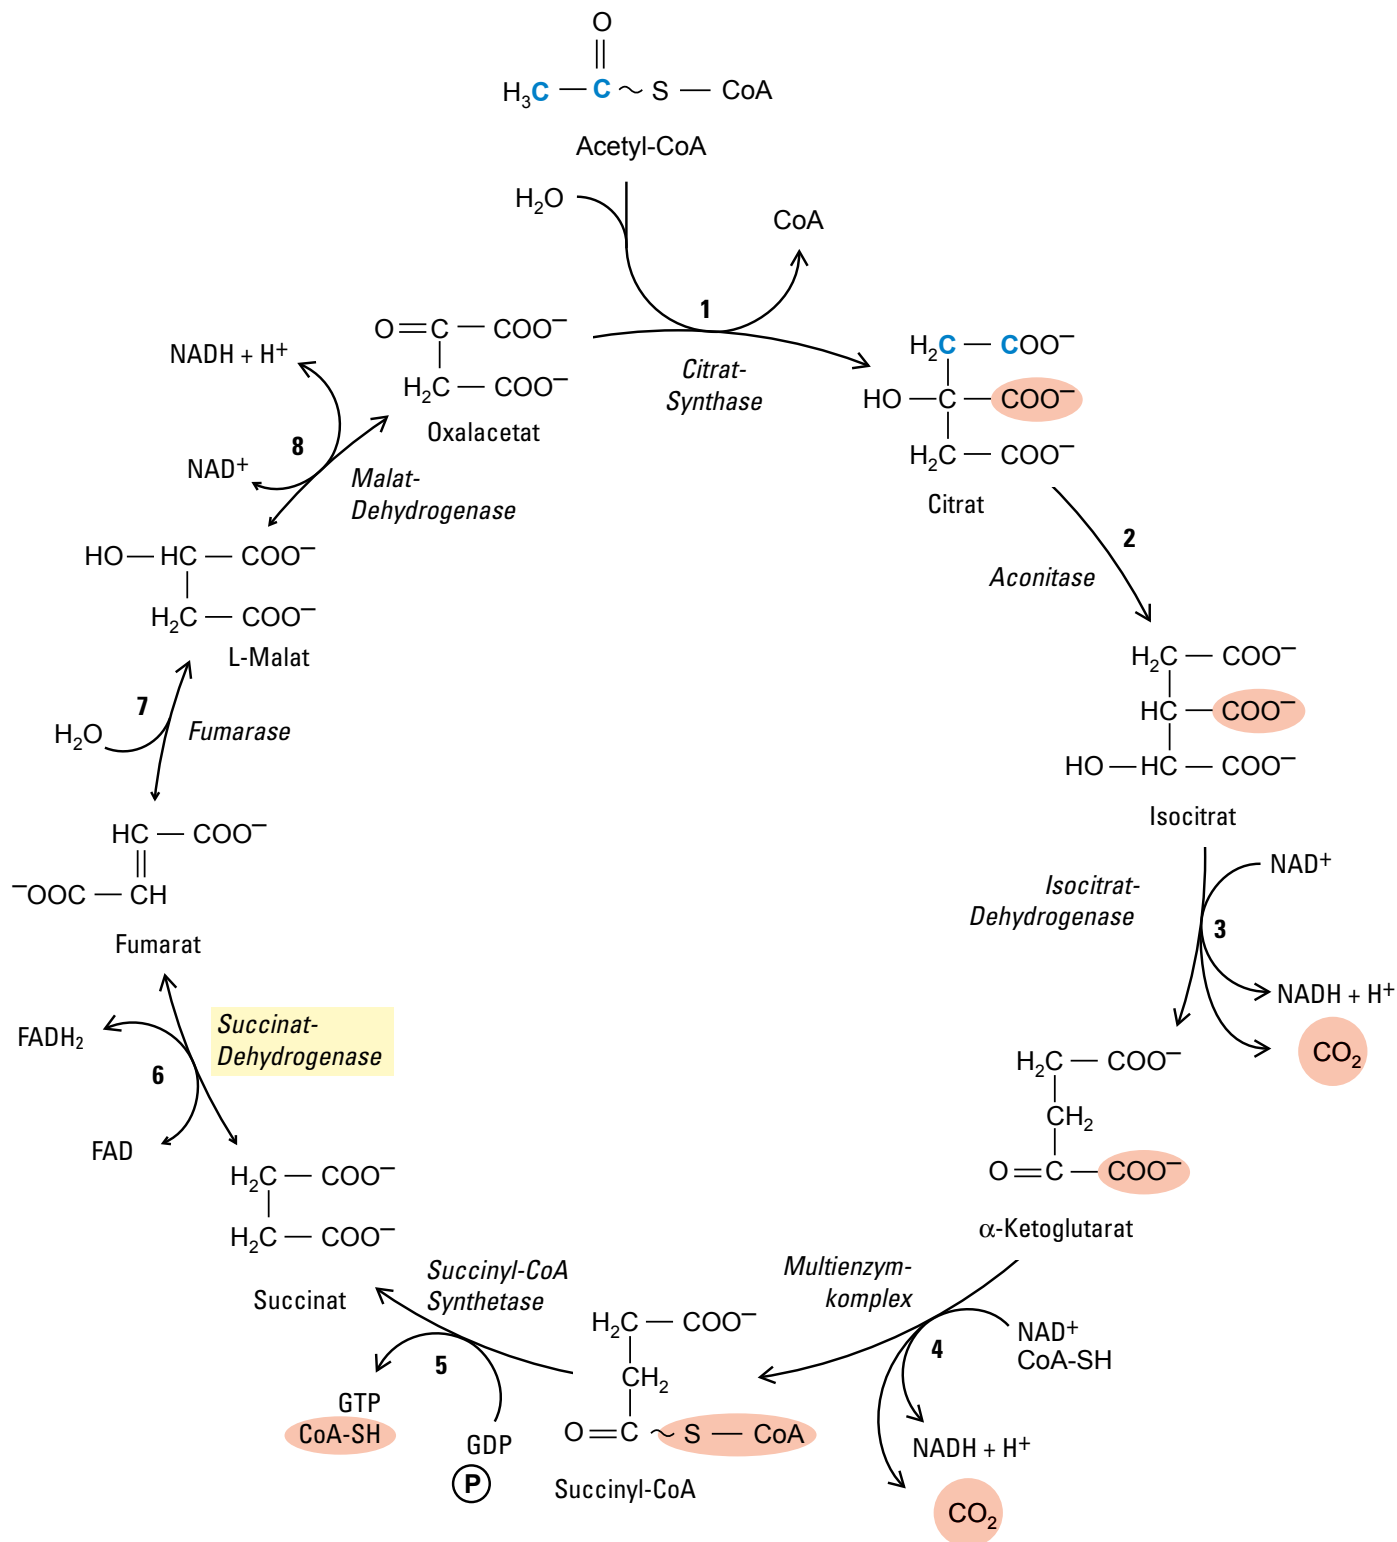 O
H₃C — C ~ S — CoA
Acetyl-CoA
H₂O
CoA
1
Citrat-
Synthase
O=C — COO⁻
H₂C — COO⁻
Oxalacetat
H₂C — COO⁻
HO — C — COO⁻
H₂C — COO⁻
Citrat
2
Aconitase
H₂C — COO⁻
HC — COO⁻
HO — HC — COO⁻
Isocitrat
Isocitrat-
Dehydrogenase
NAD⁺
3
NADH + H⁺
CO₂
H₂C — COO⁻
CH₂
O=C — COO⁻
α-Ketoglutarat
Multienzym-
komplex
4
NAD⁺
CoA-SH
NADH + H⁺
CO₂
H₂C — COO⁻
CH₂
O=C ~ S — CoA
Succinyl-CoA
Succinyl-CoA
Synthetase
5
GTP
CoA-SH
GDP
P
H₂C — COO⁻
H₂C — COO⁻
Succinat
Succinat-
Dehydrogenase
6
FADH₂
FAD
HC — COO⁻
⁻OOC — CH
Fumarat
7
Fumarase
H₂O
HO — HC — COO⁻
H₂C — COO⁻
L-Malat
8
Malat-
Dehydrogenase
NADH + H⁺
NAD⁺